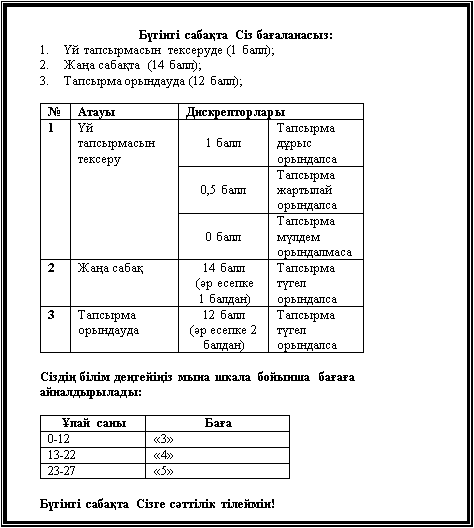 Бүгінгі сабақта Сіз бағаланасыз:
1. Үй тапсырмасын тексеруде (1 балл);
2. Жаңа сабақта (14 балл);
3. Тапсырма орындауда (12 балл);
№ Атауы Дискрепторлары
1 Үй тапсырмасын тексеру
1 балл Тапсырма дұрыс орындалса
0,5 балл Тапсырма жартылай орындалса
0 балл Тапсырма мүлдем орындалмаса
2 Жаңа сабақ 14 балл (әр есепке 1 балдан) Тапсырма түгел орындалса
3 Тапсырма орындауда 12 балл (әр есепке 2 балдан) Тапсырма түгел орындалса
Сіздің білім деңгейіңіз мына шкала бойынша бағаға
айналдырылады:
Ұпай саны Баға
0-12 «3»
13-22 «4»
23-27 «5»
Бүгінгі сабақта Сізге сәттілік тілеймін!